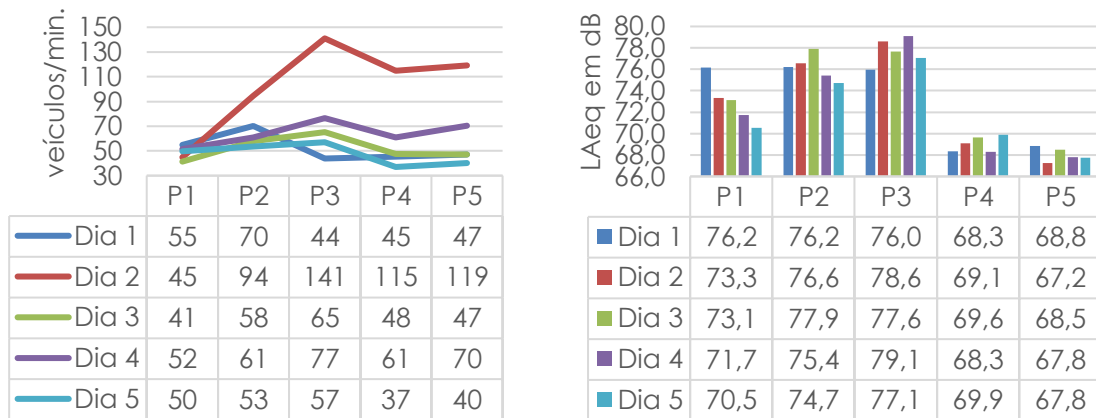 veículos/min.
150
130
110
90
70
50
30
P1 P2 P3 P4 P5
Dia 1 55 70 44 45 47
Dia 2 45 94 141 115 119
Dia 3 41 58 65 48 47
Dia 4 52 61 77 61 70
Dia 5 50 53 57 37 40
LAeq em dB
80,0
78,0
76,0
74,0
72,0
70,0
68,0
66,0
P1 P2 P3 P4 P5
Dia 1 76,2 76,2 76,0 68,3 68,8
Dia 2 73,3 76,6 78,6 69,1 67,2
Dia 3 73,1 77,9 77,6 69,6 68,5
Dia 4 71,7 75,4 79,1 68,3 67,8
Dia 5 70,5 74,7 77,1 69,9 67,8